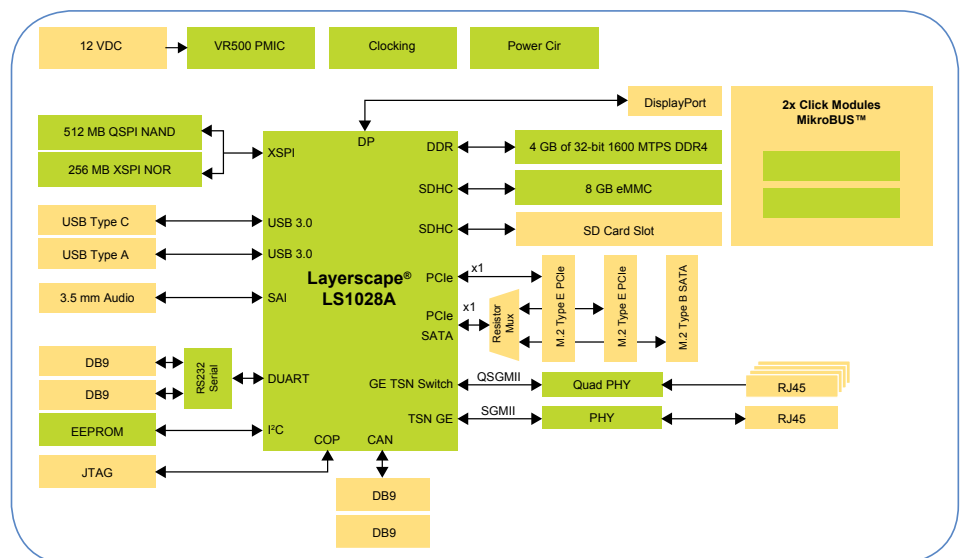 12 VDC
VR500 PMIC
Clocking
Power Cir
DisplayPort
2x Click Modules
MikroBUS™
512 MB QSPI NAND
256 MB XSPI NOR
XSPI
DP
DDR
4 GB of 32-bit 1600 MTPS DDR4
SDHC
8 GB eMMC
USB Type C
USB 3.0
SDHC
SD Card Slot
USB Type A
USB 3.0
Layerscape®
LS1028A
3.5 mm Audio
SAI
PCIe
x1
PCIe
x1
SATA
Resistor
Mux
M.2 Type E PCIe
M.2 Type E PCIe
M.2 Type B SATA
DB9
DB9
RS232
Serial
DUART
GE TSN Switch
QSGMII
Quad PHY
RJ45
TSN GE
SGMII
PHY
RJ45
EEPROM
I²C
COP
CAN
JTAG
DB9
DB9